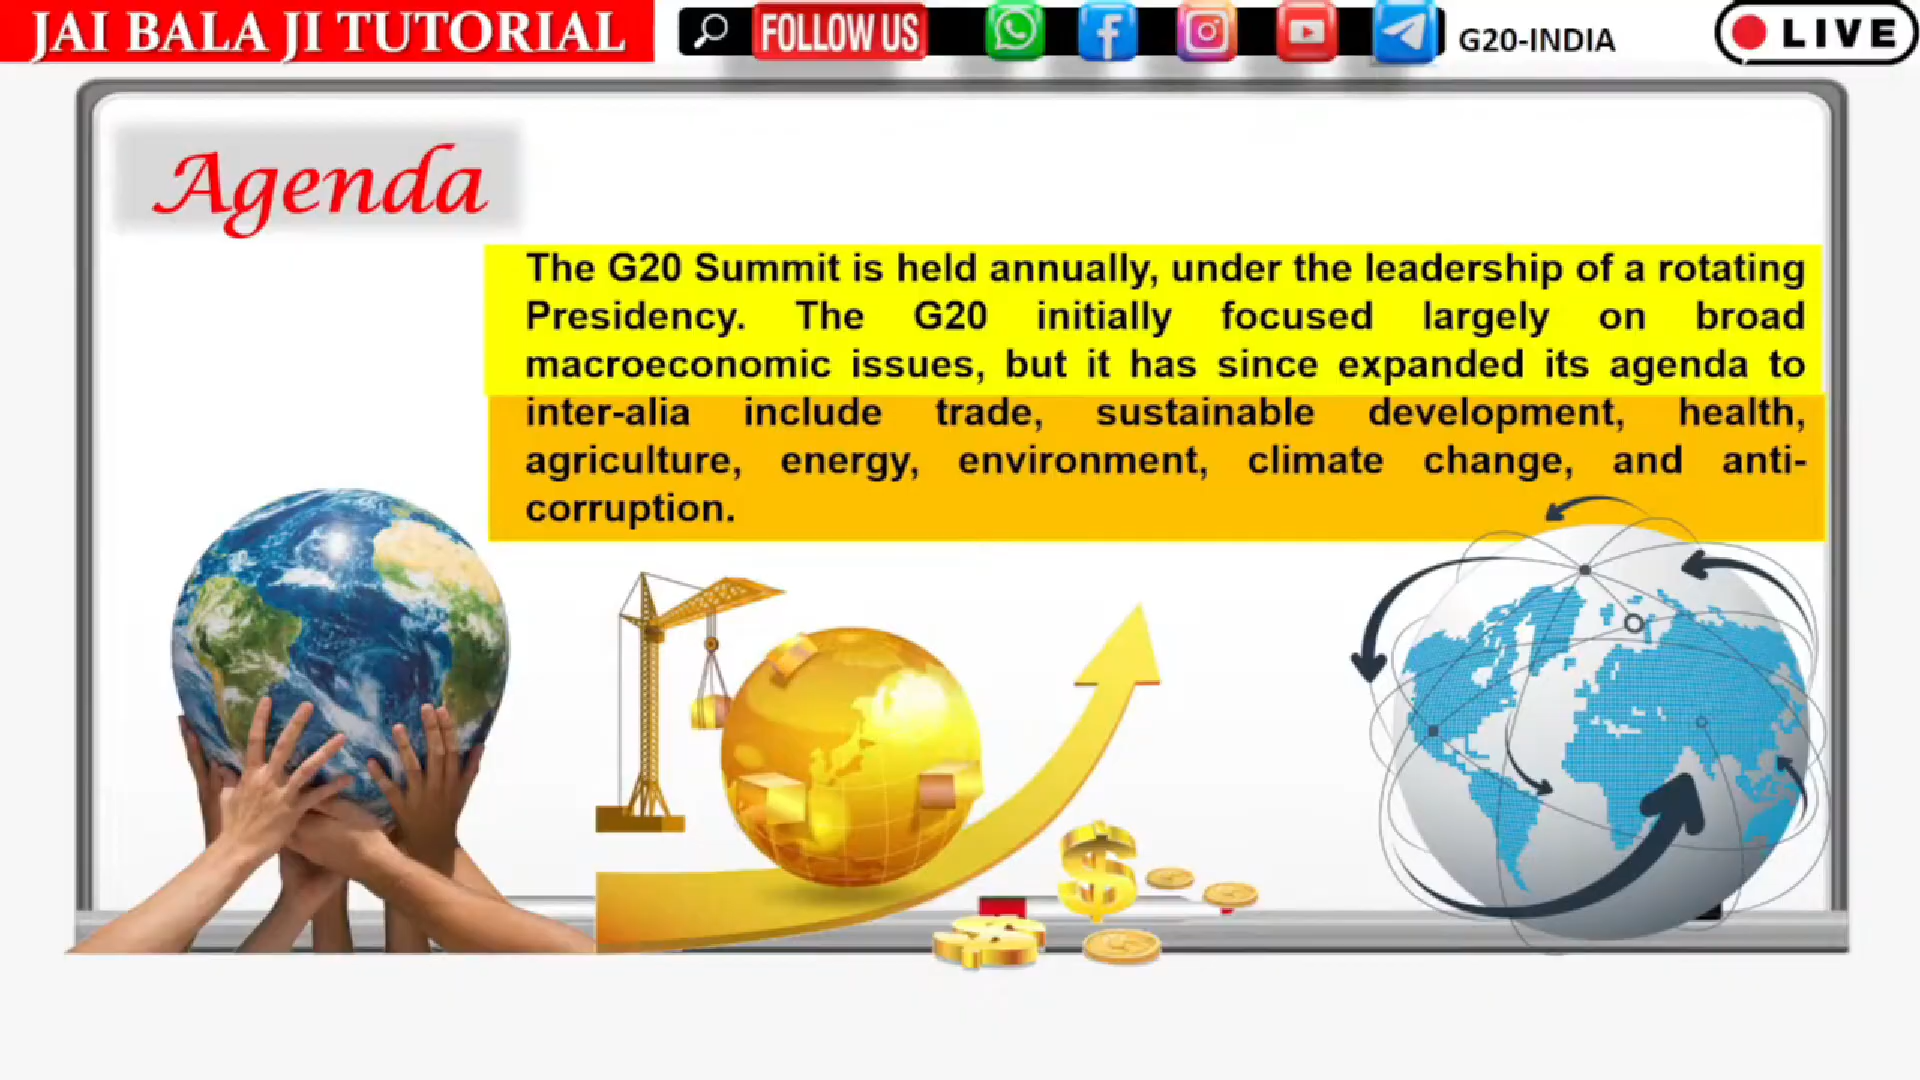 JAI BALA JI TUTORIAL
FOLLOW US
G20-INDIA
LIVE
Agenda
The G20 Summit is held annually, under the leadership of a rotating
Presidency. The G20 initially focused largely on broad
macroeconomic issues, but it has since expanded its agenda to
inter-alia include trade, sustainable development, health,
agriculture, energy, environment, climate change, and anti-
corruption.